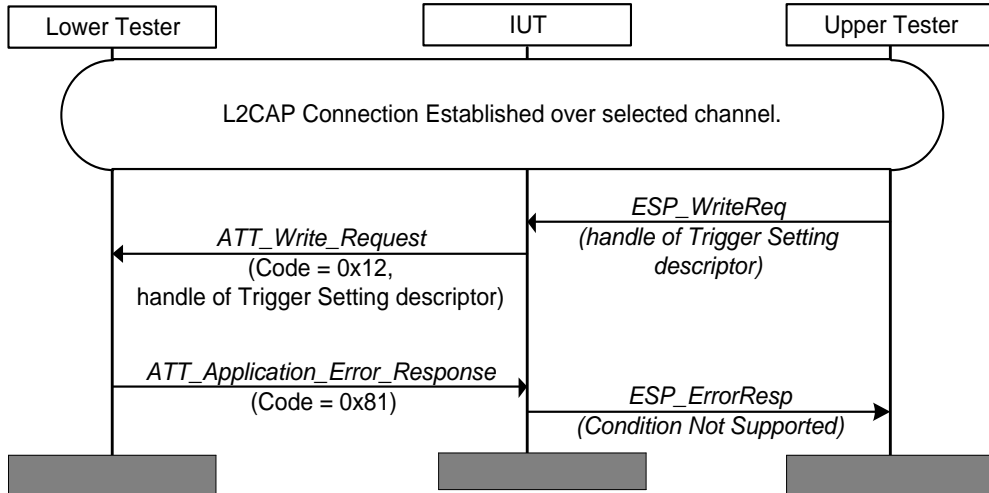 Lower Tester
IUT
Upper Tester
L2CAP Connection Established over selected channel.
ESP_WriteReq
(handle of Trigger Setting
descriptor)
ATT_Write_Request
(Code = 0x12,
handle of Trigger Setting descriptor)
ATT_Application_Error_Response
(Code = 0x81)
ESP_ErrorResp
(Condition Not Supported)